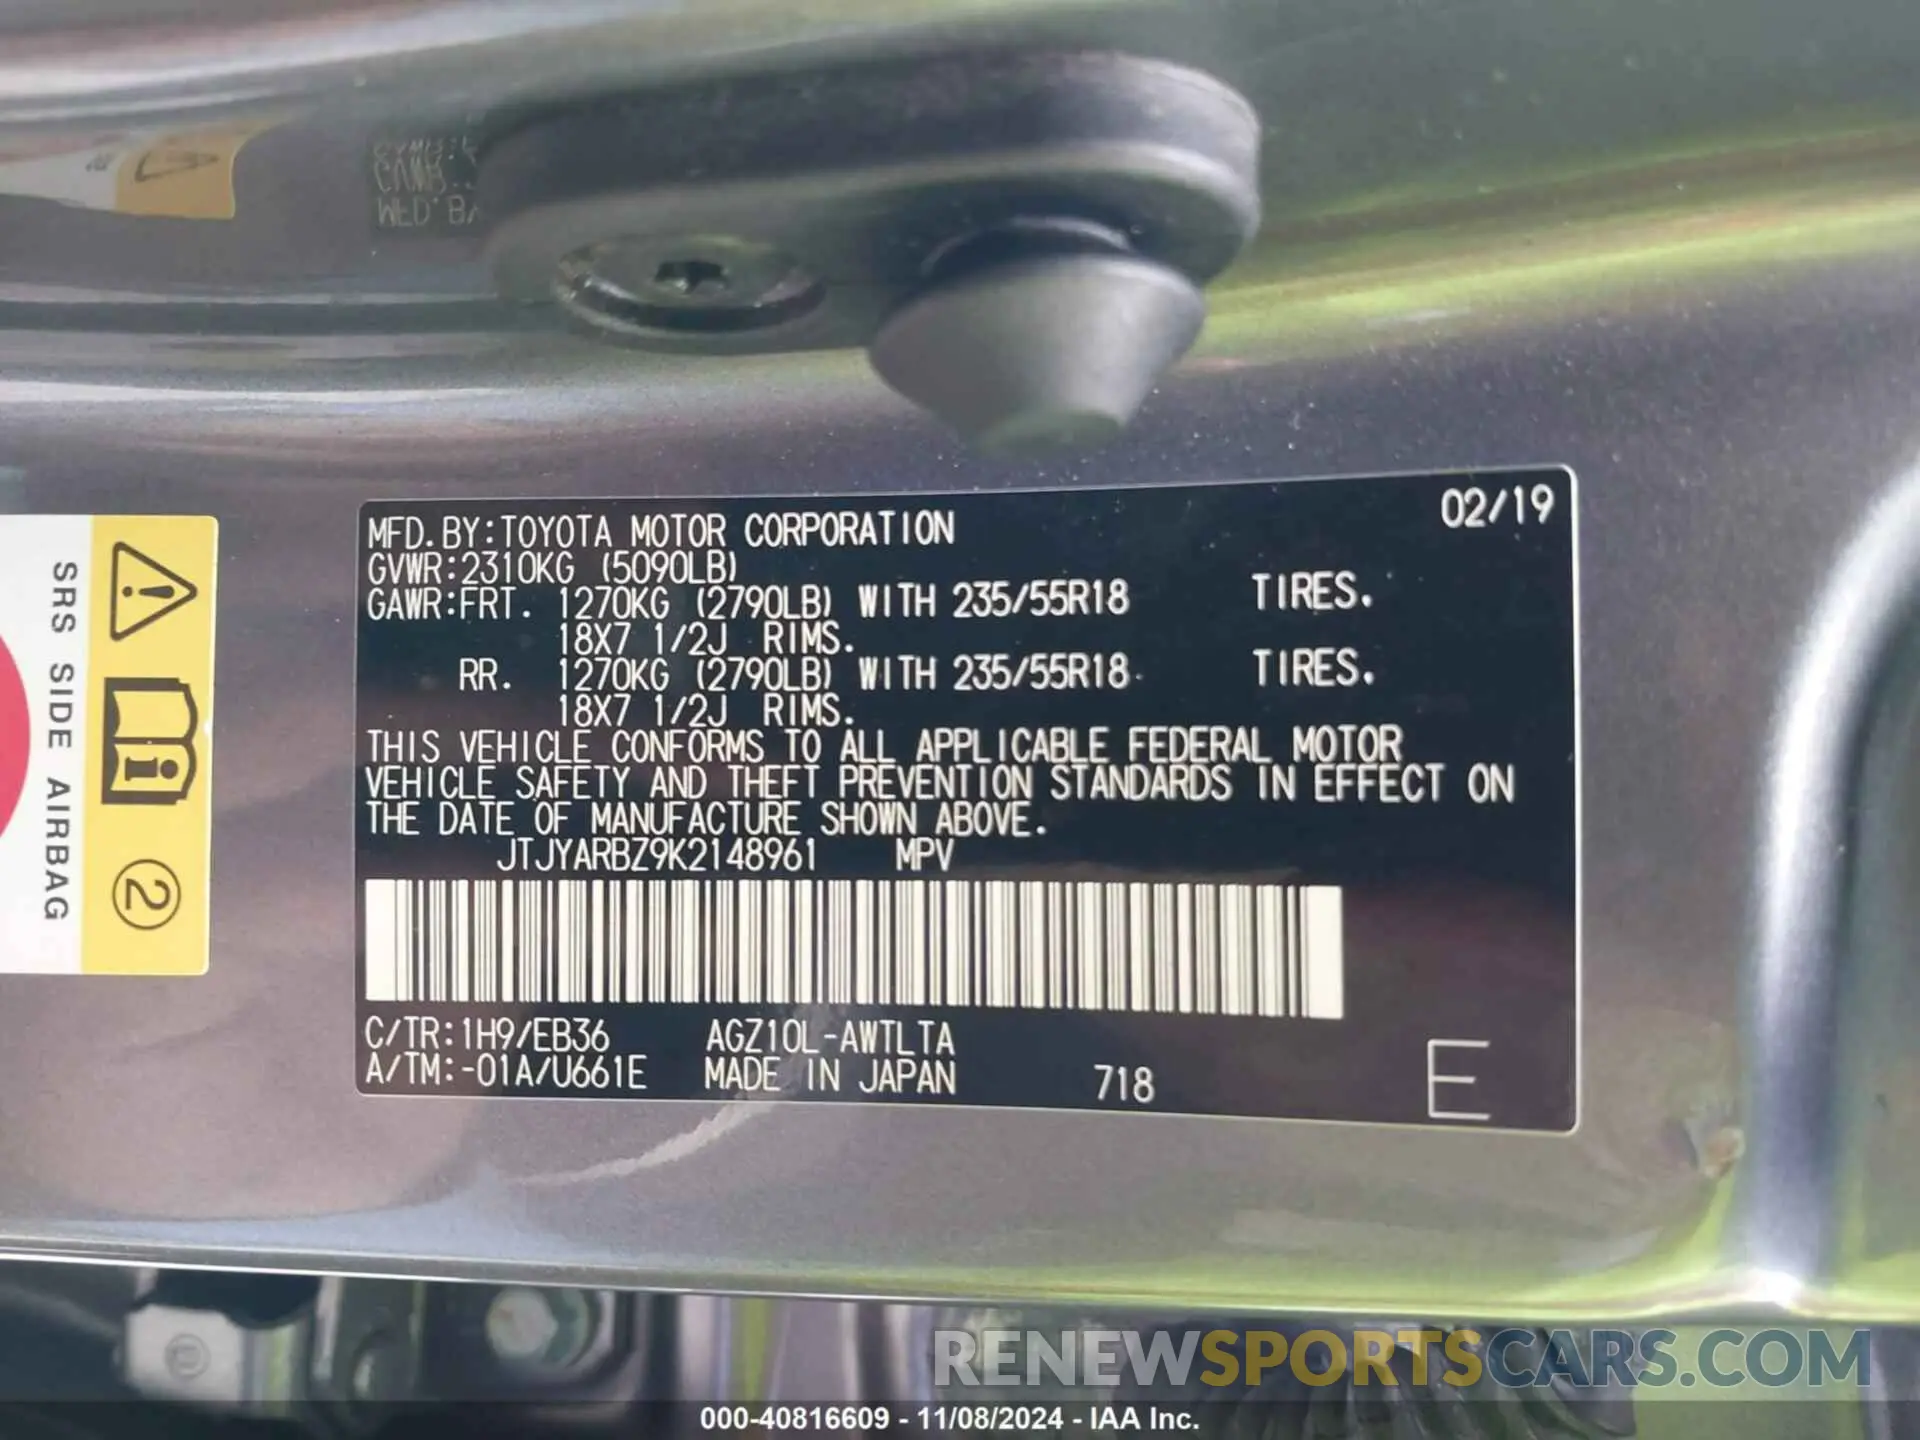 02/19
MFD.BY:TOYOTA MOTOR CORPORATION
GVWR:2310KG (5090LB)
GAWR:FRT. 1270KG (2790LB) WITH 235/55R18 TIRES.
18X7 1/2J RIMS.
RR. 1270KG (2790LB) WITH 235/55R18 TIRES.
18X7 1/2J RIMS.
THIS VEHICLE CONFORMS TO ALL APPLICABLE FEDERAL MOTOR
VEHICLE SAFETY AND THEFT PREVENTION STANDARDS IN EFFECT ON
THE DATE OF MANUFACTURE SHOWN ABOVE.
JTJYARBZ9K2148961 MPV
C/TR:1H9/EB36 AGZ10L-AWTLTA
A/TM:-01A/U661E MADE IN JAPAN 718 E
SRS SIDE AIRBAG
2
RENEWSPORTSCARS.COM
000-40816609 - 11/08/2024 - IAA Inc.